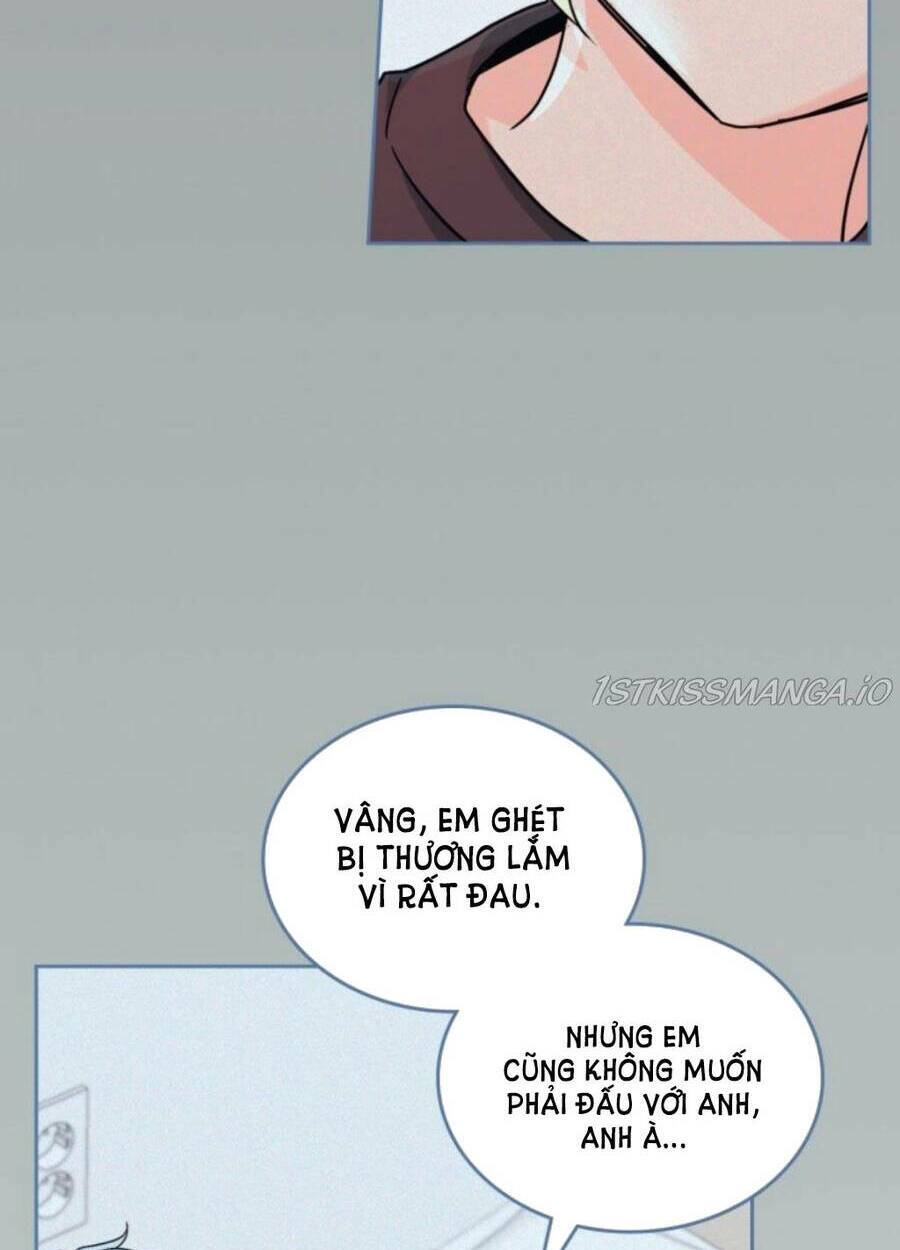 1STKISSMANGA.IO
VÂNG, EM GHÉT
BỊ THƯƠNG LẮM
VÌ RẤT ĐAU.
NHƯNG EM
CŨNG KHÔNG MUỐN
PHẢI ĐẤU VỚI ANH,
ANH À...